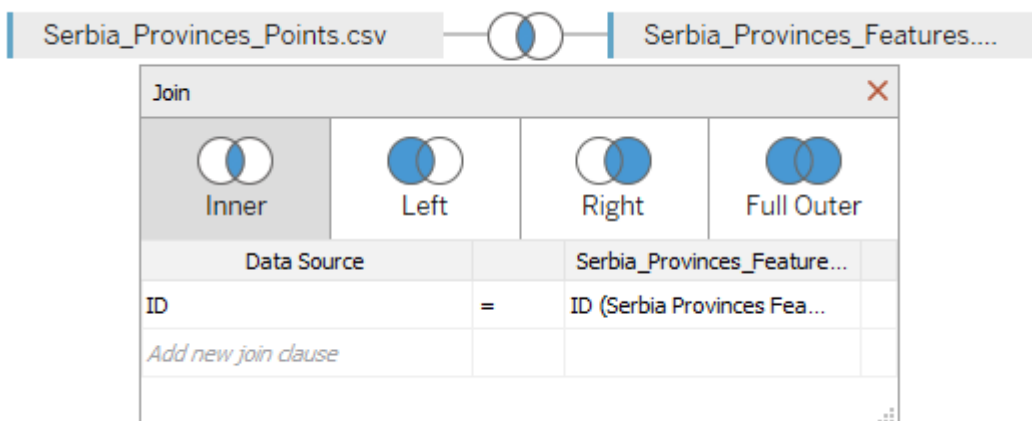 Serbia_Provinces_Points.csv Serbia_Provinces_Features....
Join
Inner Left Right Full Outer
Data Source Serbia_Provinces_Feature...
ID = ID (Serbia Provinces Fea...
Add new join clause